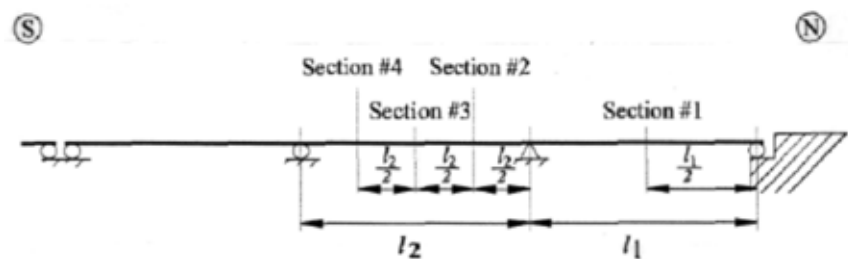 S N
Section #4 Section #2
Section #3 Section #1
l2/2 l2/2 l2/2 l1/2
l2 l1